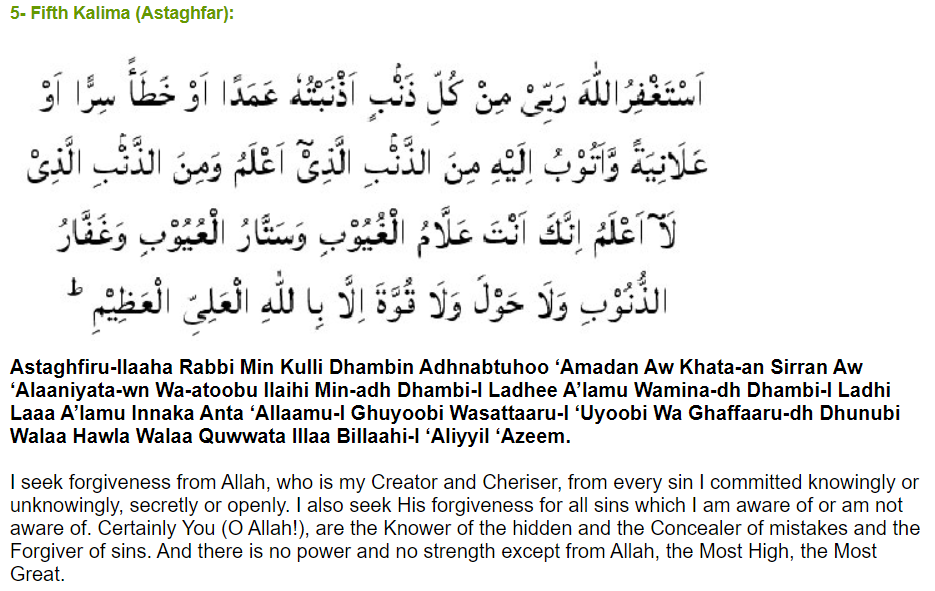 5- Fifth Kalima (Astaghfar):
اَسْتَغْفِرُاللّٰهَ رَبِّىْ مِنْ كُلِّ ذَنْۢبٍ اَذْنَبْتُهٗ عَمَدًا اَوْ خَطَأً سِرًّا اَوْ
عَلَانِيَةً وَّاَتُوْبُ اِلَيْهِ مِنَ الذَّنْۢبِ الَّذِىْٓ اَعْلَمُ وَمِنَ الذَّنْۢبِ الَّذِىْ
لَآ اَعْلَمُ اِنَّكَ اَنْتَ عَلَّامُ الْغُيُوْبِ وَسَتَّارُ الْعُيُوْبِ وَغَفَّارُ
الذُّنُوْبِ وَلَا حَوْلَ وَلَا قُوَّةَ اِلَّا بِا للّٰهِ الْعَلِىِّ الْعَظِيْمِ ؕ
Astaghfiru-llaaha Rabbi Min Kulli Dhambin Adhnabtuhoo ‘Amadan Aw Khata-an Sirran Aw
‘Alaaniyata-wn Wa-atoobu Ilaihi Min-adh Dhambi-l Ladhee A’lamu Wamina-dh Dhambi-l Ladhi
Laaa A’lamu Innaka Anta ‘Allaamu-l Ghuyoobi Wasattaaru-l ‘Uyoobi Wa Ghaffaaru-dh Dhunubi
Walaa Hawla Walaa Quwwata Illaa Billaahi-l ‘Aliyyil ‘Azeem.
I seek forgiveness from Allah, who is my Creator and Cheriser, from every sin I committed knowingly or
unknowingly, secretly or openly. I also seek His forgiveness for all sins which I am aware of or am not
aware of. Certainly You (O Allah!), are the Knower of the hidden and the Concealer of mistakes and the
Forgiver of sins. And there is no power and no strength except from Allah, the Most High, the Most
Great.